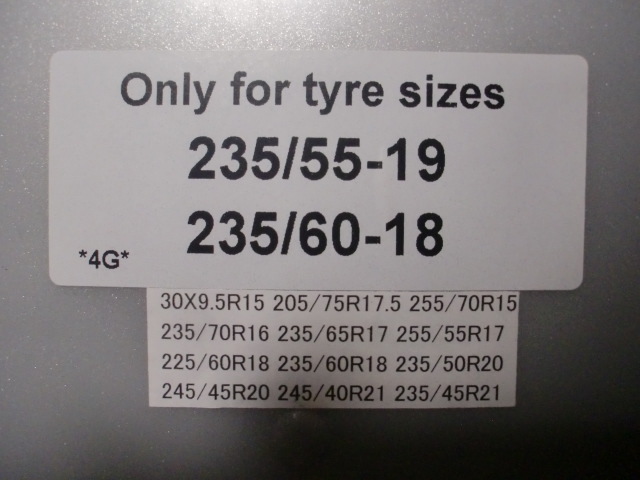 Only for tyre sizes
235/55-19
235/60-18
*4G*
30X9.5R15 205/75R17.5 255/70R15
235/70R16 235/65R17 255/55R17
225/60R18 235/60R18 235/50R20
245/45R20 245/40R21 235/45R21